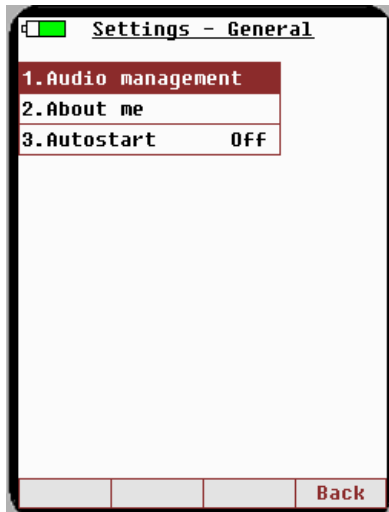 Settings - General
1.Audio management
2.About me
3.Autostart Off
Back